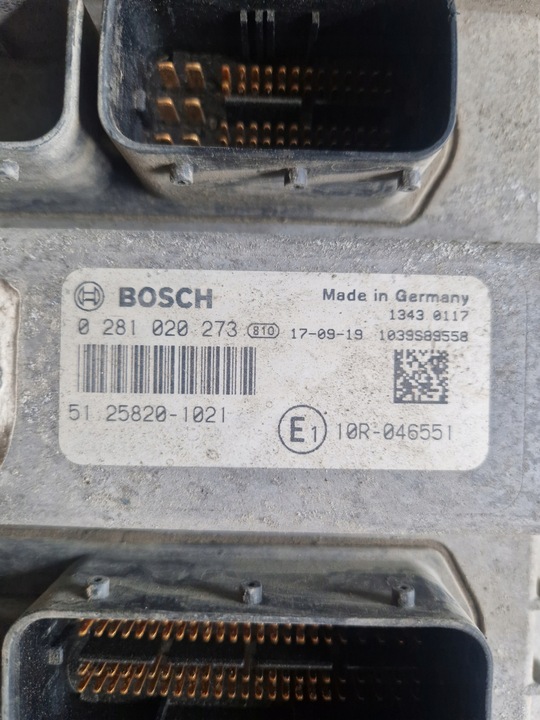 BOSCH
Made in Germany
1343 0117
0 281 020 273 810 17-09-19 1039S89558
51 25820-1021
E1 10R-046551